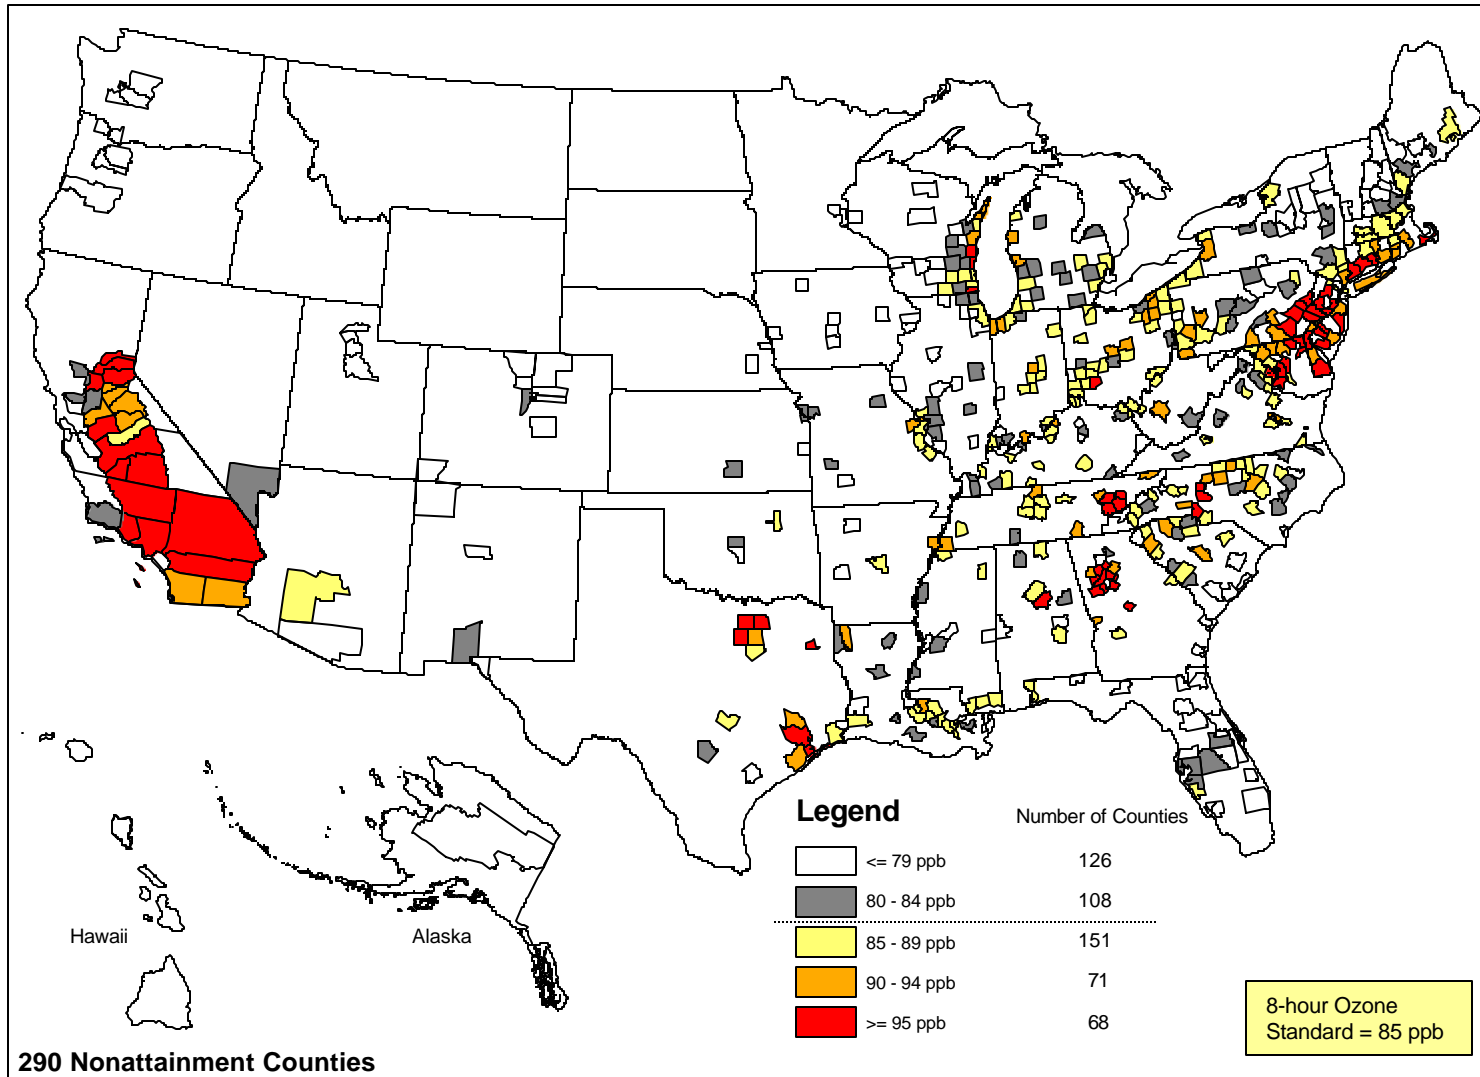 Legend Number of Counties
<= 79 ppb 126
80 - 84 ppb 108
85 - 89 ppb 151
90 - 94 ppb 71
>= 95 ppb 68
Hawaii Alaska
8-hour Ozone
Standard = 85 ppb
290 Nonattainment Counties